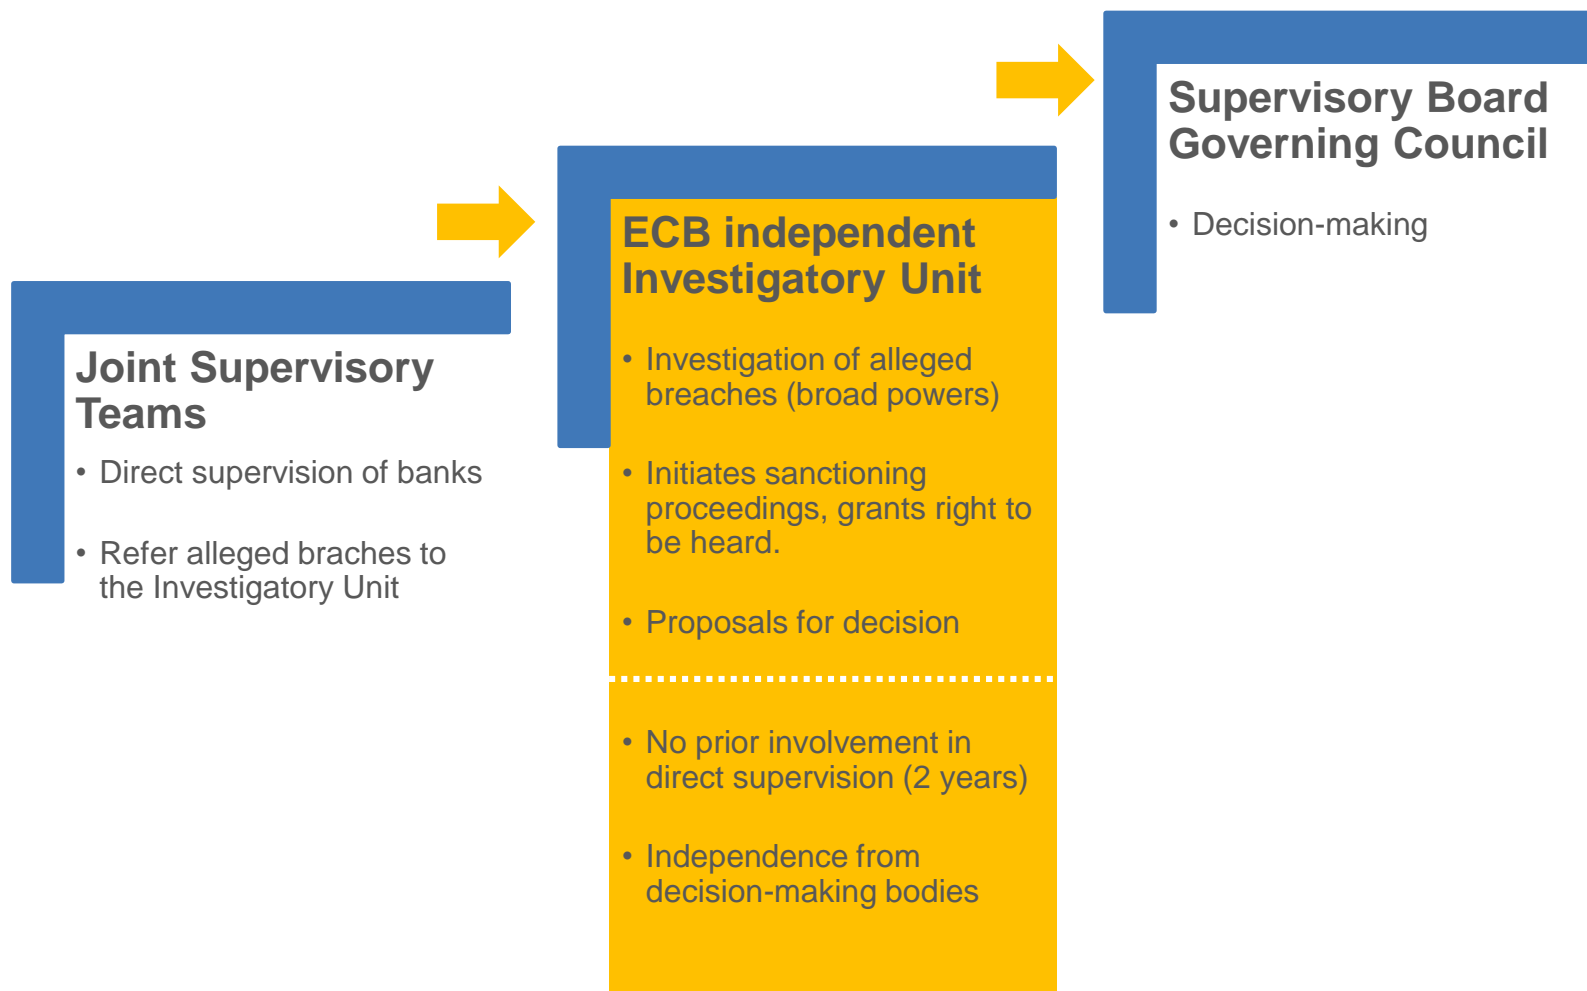 Joint Supervisory
Teams
• Direct supervision of banks
• Refer alleged braches to
the Investigatory Unit
ECB independent
Investigatory Unit
• Investigation of alleged
breaches (broad powers)
• Initiates sanctioning
proceedings, grants right to
be heard.
• Proposals for decision
• No prior involvement in
direct supervision (2 years)
• Independence from
decision-making bodies
Supervisory Board
Governing Council
• Decision-making